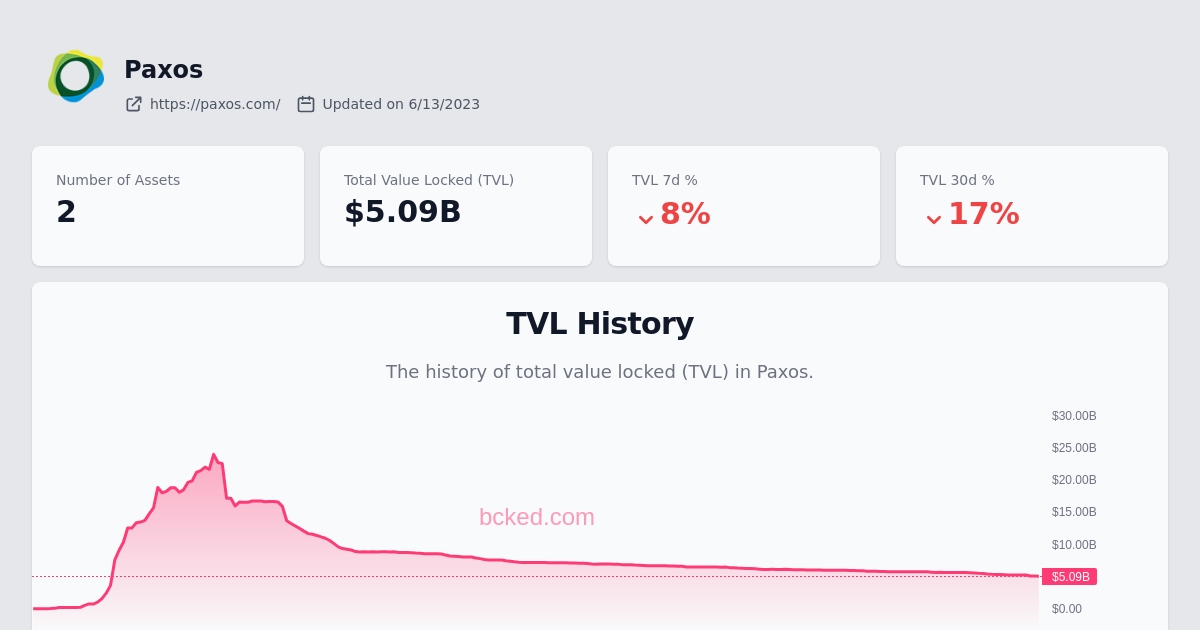 Paxos
https://paxos.com/ Updated on 6/13/2023
Number of Assets
2
Total Value Locked (TVL)
$5.09B
TVL 7d %
8%
TVL 30d %
17%
TVL History
The history of total value locked (TVL) in Paxos.
$30.00B
$25.00B
$20.00B
$15.00B
bcked.com
$10.00B
$5.09B
$0.00